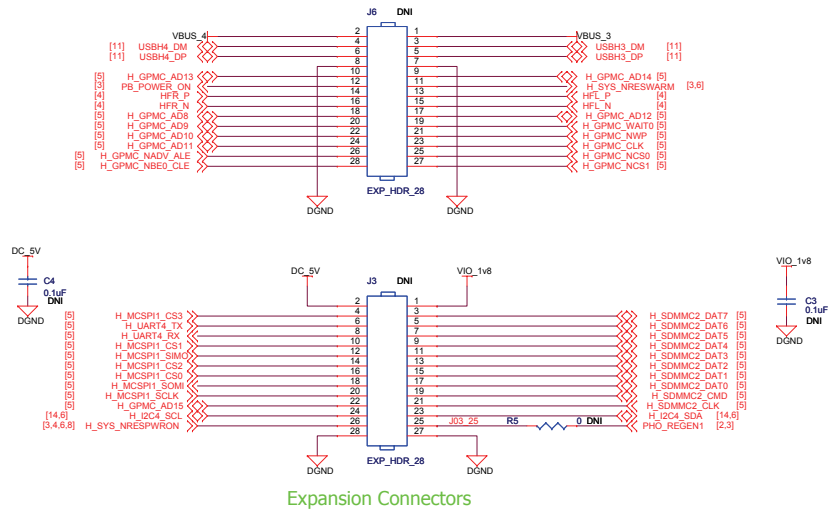 J6 DNI
VBUS_4 2 1 VBUS_3
[11] USBH4_DM 4 3 USBH3_DM [11]
[11] USBH4_DP 6 5 USBH3_DP [11]
8 7
[5] H_GPMC_AD13 10 9 H_GPMC_AD14 [5]
[3] PB_POWER_ON 12 11 H_SYS_NRESWARM [3,6]
[4] HFR_P 14 13 HFL_P [4]
[4] HFR_N 16 15 HFL_N [4]
[5] H_GPMC_AD8 18 17 H_GPMC_AD12 [5]
[5] H_GPMC_AD9 20 19 H_GPMC_WAIT0 [5]
[5] H_GPMC_AD10 22 21 H_GPMC_NWP [5]
[5] H_GPMC_AD11 24 23 H_GPMC_CLK [5]
[5] H_GPMC_NADV_ALE 26 25 H_GPMC_NCS0 [5]
[5] H_GPMC_NBE0_CLE 28 27 H_GPMC_NCS1 [5]
EXP_HDR_28
DGND DGND
DC_5V
C4
0.1uF
DNI
DGND
VIO_1v8
C3
0.1uF
DNI
DGND
DC_5V J3 DNI VIO_1v8
2 1
[5] H_MCSPI1_CS3 4 3 H_SDMMC2_DAT7 [5]
[5] H_UART4_TX 6 5 H_SDMMC2_DAT6 [5]
[5] H_UART4_RX 8 7 H_SDMMC2_DAT5 [5]
[5] H_MCSPI1_CS1 10 9 H_SDMMC2_DAT4 [5]
[5] H_MCSPI1_SIMO 12 11 H_SDMMC2_DAT3 [5]
[5] H_MCSPI1_CS2 14 13 H_SDMMC2_DAT2 [5]
[5] H_MCSPI1_CS0 16 15 H_SDMMC2_DAT1 [5]
[5] H_MCSPI1_SOMI 18 17 H_SDMMC2_DAT0 [5]
[5] H_MCSPI1_SCLK 20 19 H_SDMMC2_CMD [5]
[5] H_GPMC_AD15 22 21 H_SDMMC2_CLK [5]
[14,6] H_I2C4_SCL 24 23 H_I2C4_SDA [14,6]
[3,4,6,8] H_SYS_NRESPWRON 26 25 J03_25 R5 0 DNI PHO_REGEN1 [2,3]
28 27
EXP_HDR_28
DGND DGND
Expansion Connectors